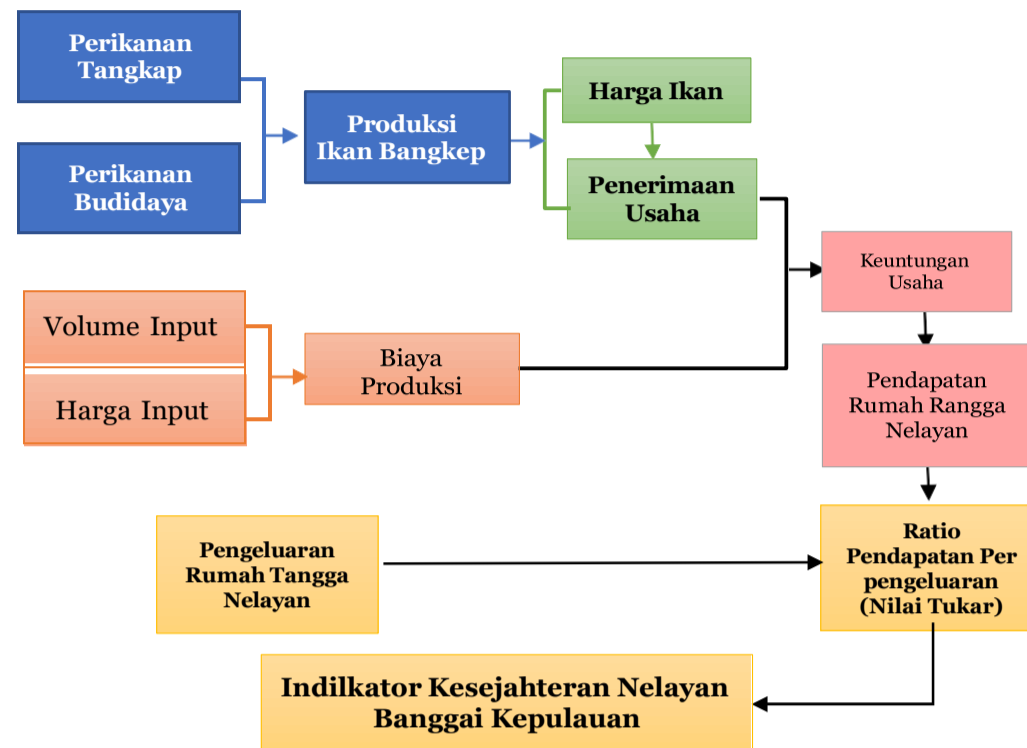 Perikanan
Tangkap
Perikanan
Budidaya
Produksi
Ikan Bangkep
Harga Ikan
Penerimaan
Usaha
Keuntungan
Usaha
Volume Input
Harga Input
Biaya
Produksi
Pendapatan
Rumah Rangga
Nelayan
Pengeluaran
Rumah Tangga
Nelayan
Ratio
Pendapatan Per
pengeluaran
(Nilai Tukar)
Indilkator Kesejahteran Nelayan
Banggai Kepulauan